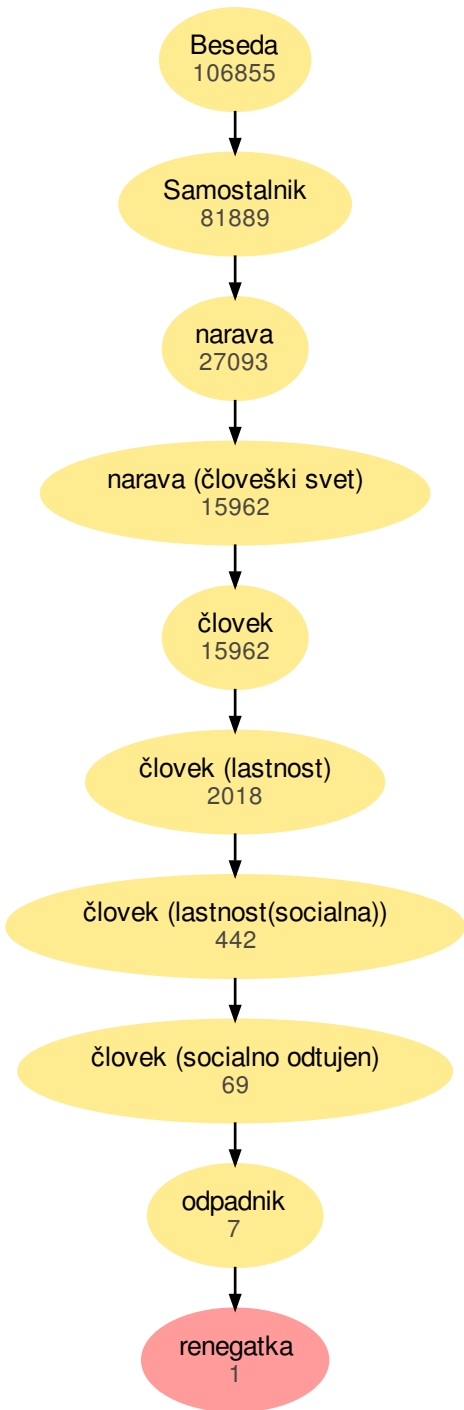 Beseda
106855
Samostalnik
81889
narava
27093
narava (človeški svet)
15962
človek
15962
človek (lastnost)
2018
človek (lastnost(socialna))
442
človek (socialno odtujen)
69
odpadnik
7
renegatka
1